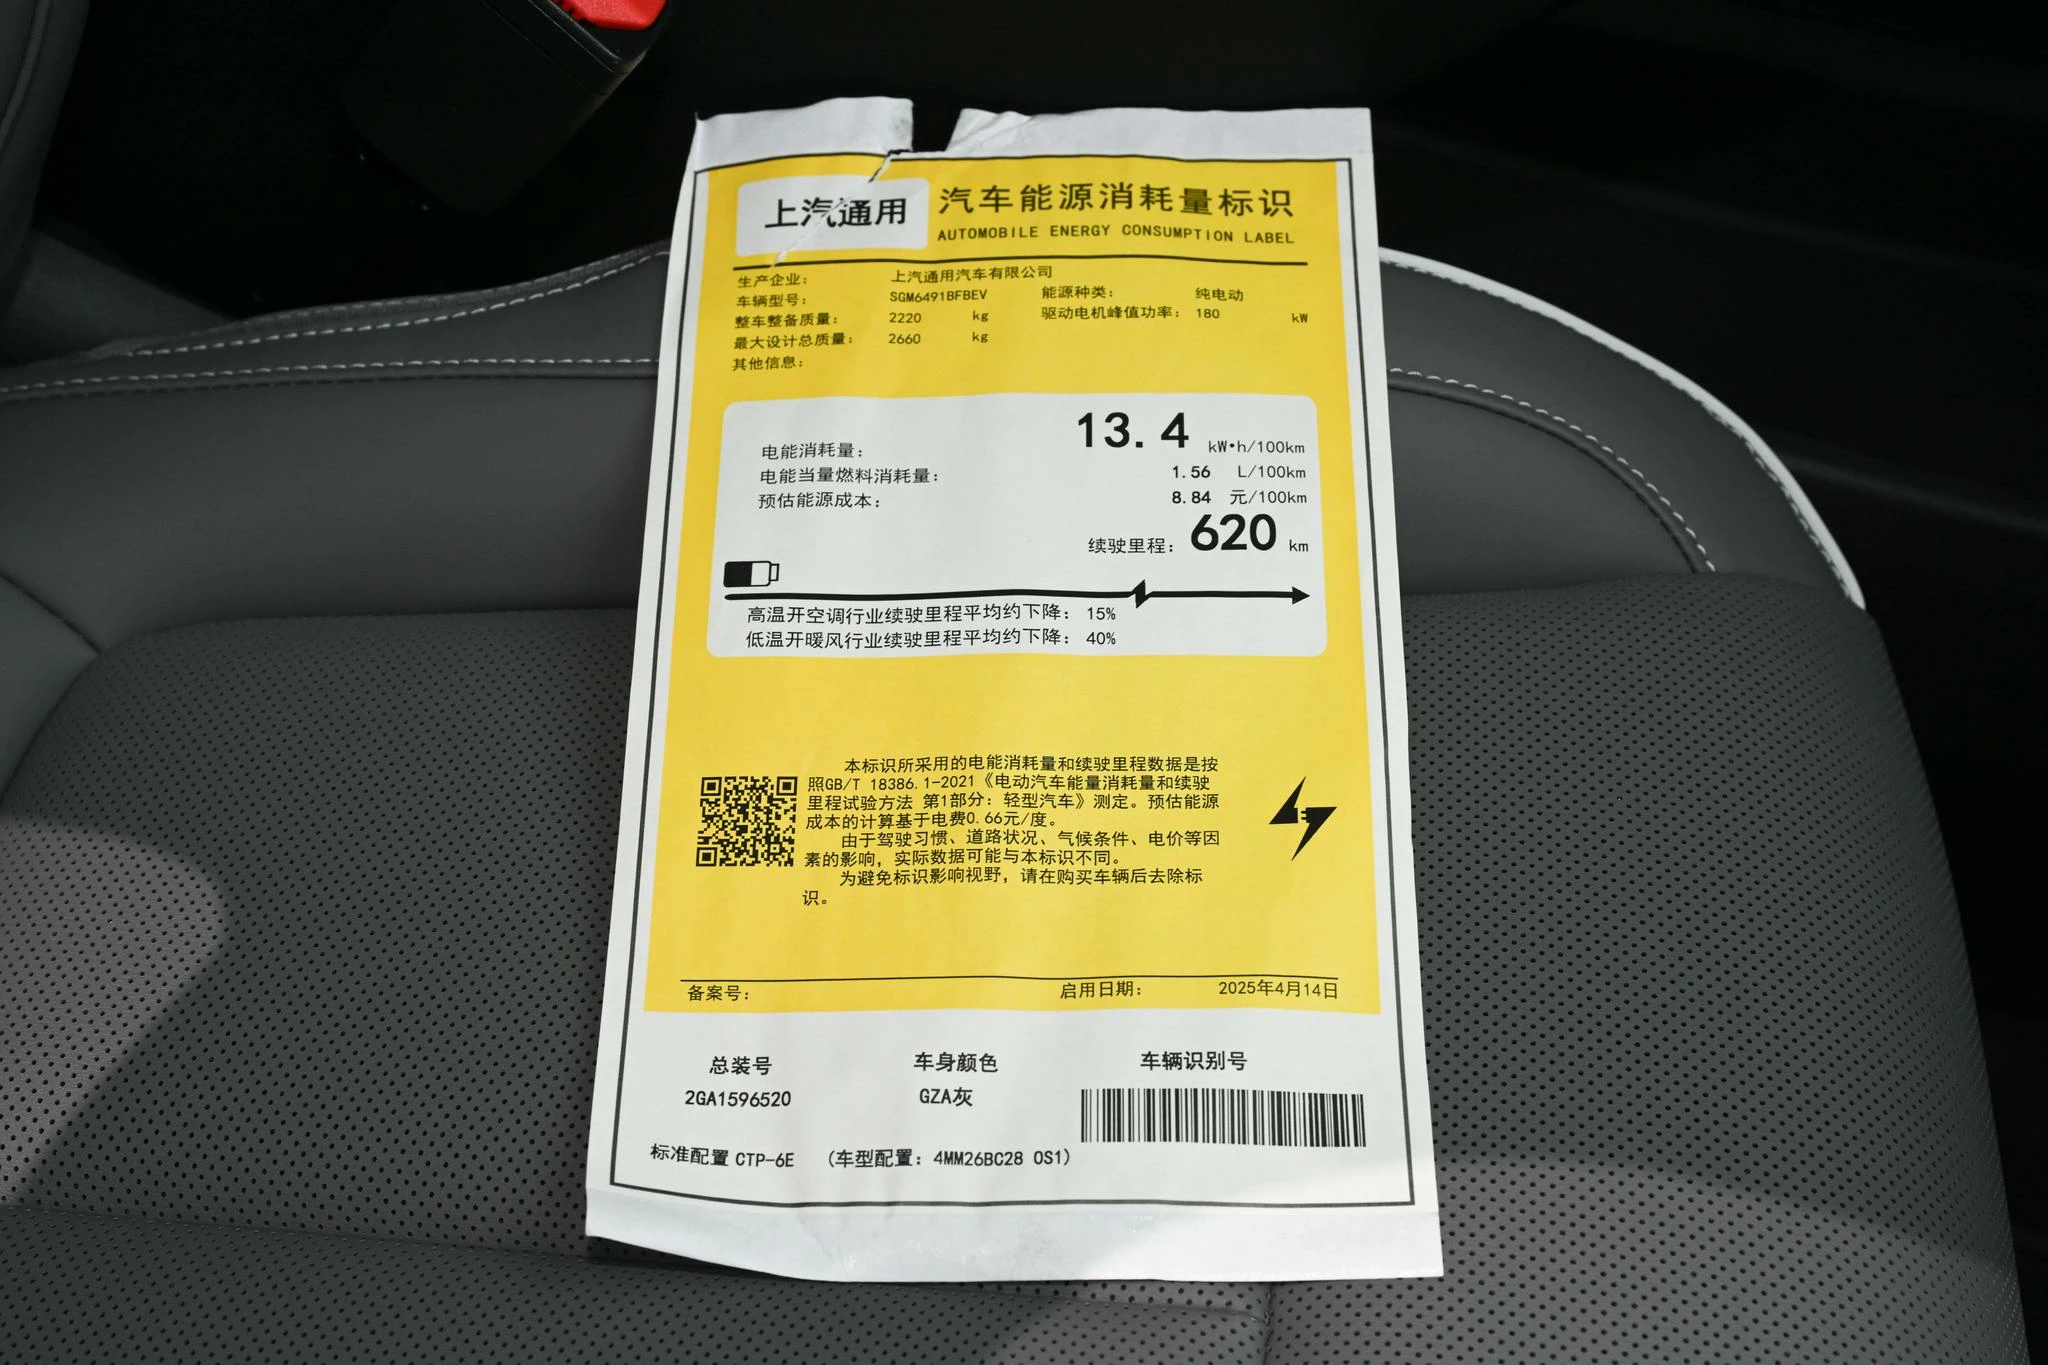 上汽通用
汽车能源消耗量标识
AUTOMOBILE ENERGY CONSUMPTION LABEL
生产企业: 上汽通用汽车有限公司
车辆型号: SGM6491BFBEV 能源种类: 纯电动
整车整备质量: 2220 kg 驱动电机峰值功率: 180 kW
最大设计总质量: 2660 kg
其他信息:
电能消耗量: 13.4 kW•h/100km
电能当量燃料消耗量: 1.56 L/100km
预估能源成本: 8.84 元/100km
续驶里程: 620 km
高温开空调行业续驶里程平均约下降: 15%
低温开暖风行业续驶里程平均约下降: 40%
本标识所采用的电能消耗量和续驶里程数据是按
照GB/T 18386.1-2021《电动汽车能量消耗量和续驶
里程试验方法 第1部分: 轻型汽车》测定。预估能源
成本的计算基于电费0.66元/度。
由于驾驶习惯、道路状况、气候条件、电价等因
素的影响, 实际数据可能与本标识不同。
为避免标识影响视野, 请在购买车辆后去除标
识。
备案号: 启用日期: 2025年4月14日
总装号 车身颜色 车辆识别号
2GA1596520 GZA灰
标准配置 CTP-6E (车型配置: 4MM26BC28 OS1)